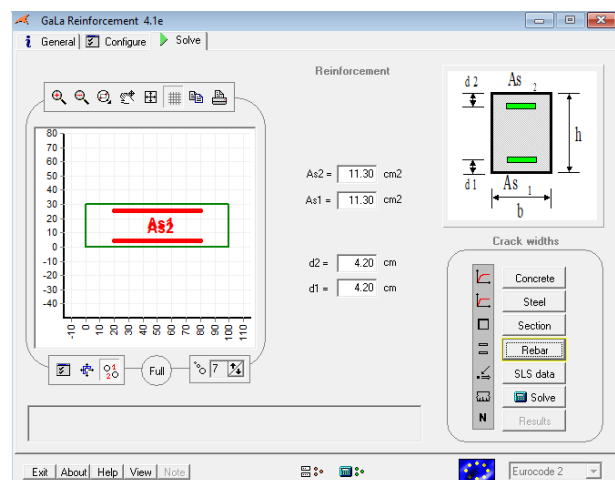 GaLa Reinforcement 4.1e
General Configure Solve
Reinforcement
As2 = 11.30 cm2
As1 = 11.30 cm2
d2 = 4.20 cm
d1 = 4.20 cm
80
70
60
50
40
30
20
10
0
-10
-20
-30
-40
As1
As2
-10 0 10 20 30 40 50 60 70 80 90 100 110
1
2
Full
7
d 2 As 2
h
d1 As 1
b
Crack widths
Concrete
Steel
Section
Rebar
SLS data
Solve
N Results
Exit About Help View Note
Eurocode 2